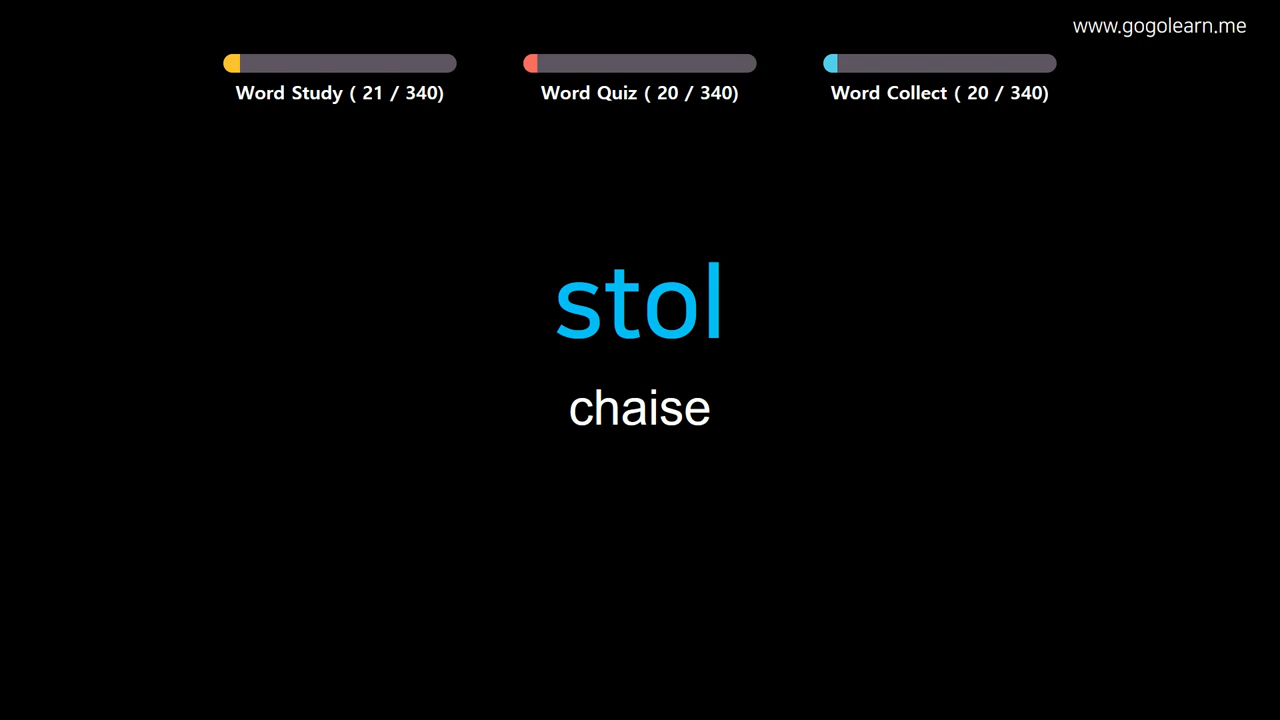 www.gogolearn.me
Word Study ( 21 / 340)
Word Quiz ( 20 / 340)
Word Collect ( 20 / 340)
stol
chaise